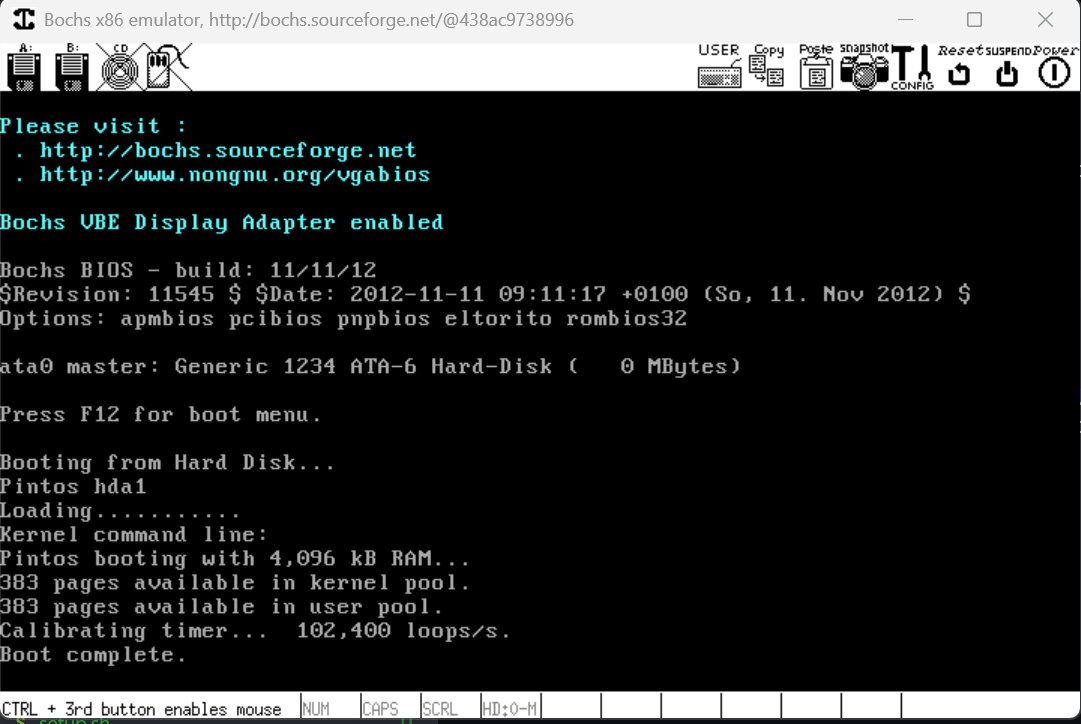 Bochs x86 emulator, http://bochs.sourceforge.net/@438ac9738996
A: B: CD USER Copy Paste snapshot CONFIG Reset SUSPEND Power
Please visit :
. http://bochs.sourceforge.net
. http://www.nongnu.org/vgabios
Bochs VBE Display Adapter enabled
Bochs BIOS - build: 11/11/12
$Revision: 11545 $ $Date: 2012-11-11 09:11:17 +0100 (So, 11. Nov 2012) $
Options: apmbios pcibios pnpbios eltorito rombios32
ata0 master: Generic 1234 ATA-6 Hard-Disk (   0 MBytes)
Press F12 for boot menu.
Booting from Hard Disk...
Pintos hda1
Loading...........
Kernel command line:
Pintos booting with 4,096 kB RAM...
383 pages available in kernel pool.
383 pages available in user pool.
Calibrating timer...  102,400 loops/s.
Boot complete.
CTRL + 3rd button enables mouse NUM CAPS SCRL HD:0-M
$ setup.sh